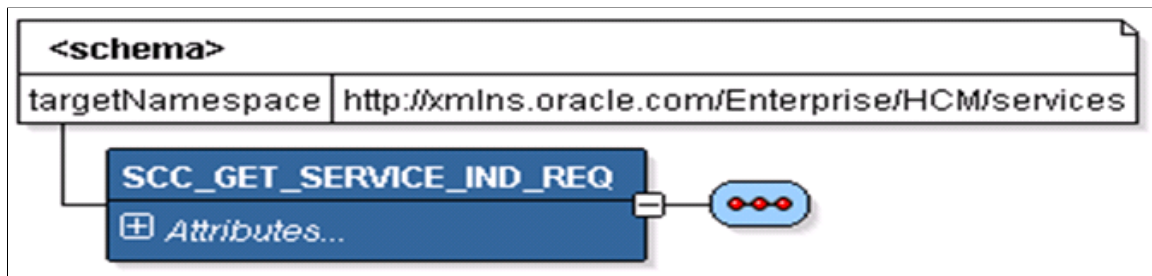 <schema>
targetNamespace http://xmlns.oracle.com/Enterprise/HCM/services
SCC_GET_SERVICE_IND_REQ
Attributes...